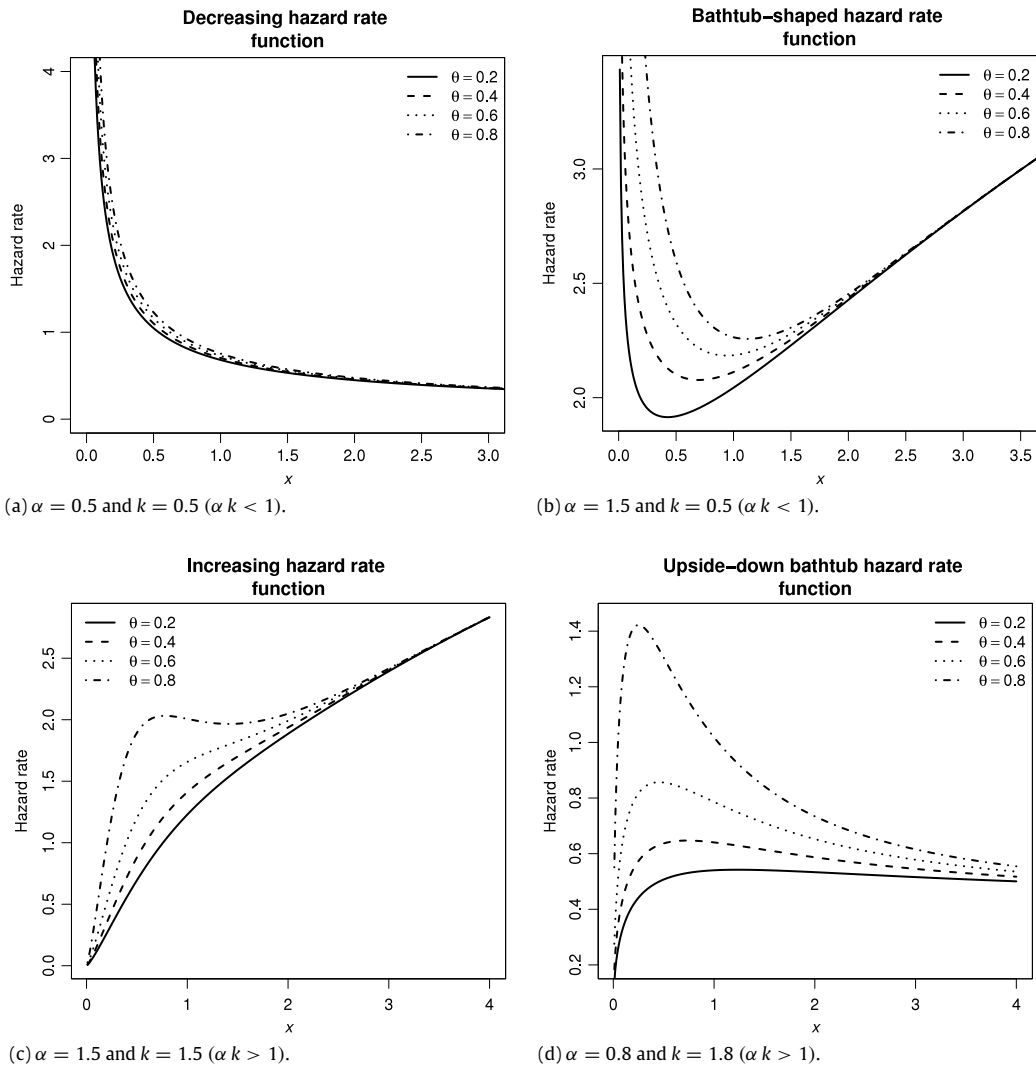 Decreasing hazard rate
function
θ = 0.2
θ = 0.4
θ = 0.6
θ = 0.8
Hazard rate
4
3
2
1
0
0.0 0.5 1.0 1.5 2.0 2.5 3.0
x
(a) α = 0.5 and k = 0.5 (α k < 1).
Bathtub−shaped hazard rate
function
θ = 0.2
θ = 0.4
θ = 0.6
θ = 0.8
Hazard rate
3.0
2.5
2.0
0.0 0.5 1.0 1.5 2.0 2.5 3.0 3.5
x
(b) α = 1.5 and k = 0.5 (α k < 1).
Increasing hazard rate
function
θ = 0.2
θ = 0.4
θ = 0.6
θ = 0.8
Hazard rate
2.5
2.0
1.5
1.0
0.5
0.0
0 1 2 3 4
x
(c) α = 1.5 and k = 1.5 (α k > 1).
Upside−down bathtub hazard rate
function
θ = 0.2
θ = 0.4
θ = 0.6
θ = 0.8
Hazard rate
1.4
1.2
1.0
0.8
0.6
0.4
0.2
0 1 2 3 4
x
(d) α = 0.8 and k = 1.8 (α k > 1).